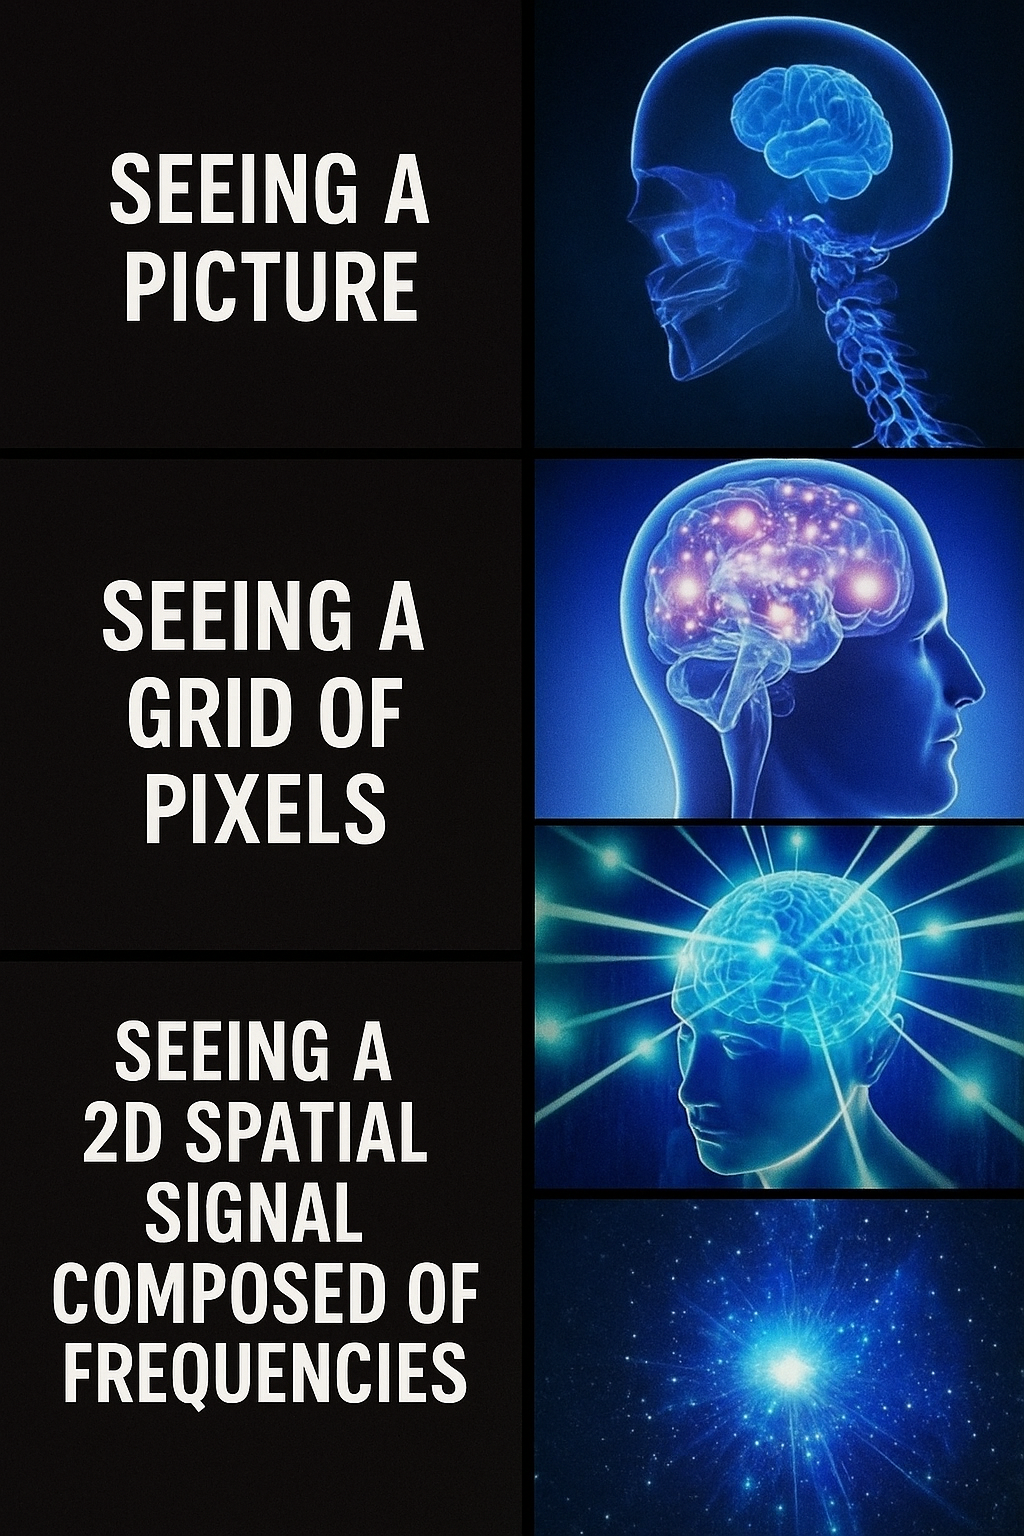 SEEING A
PICTURE
SEEING A
GRID OF
PIXELS
SEEING A
2D SPATIAL
SIGNAL
COMPOSED OF
FREQUENCIES